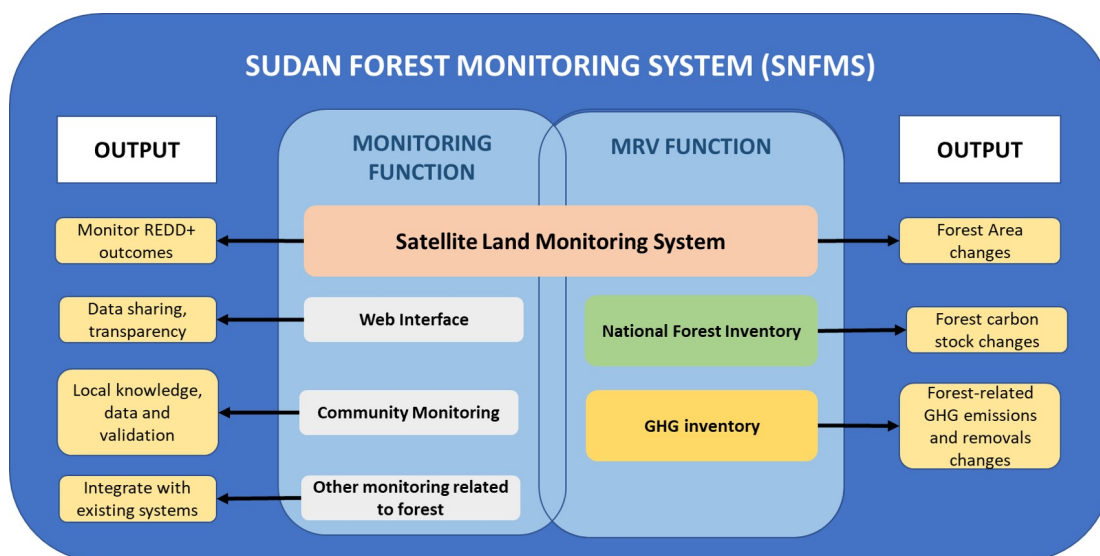 SUDAN FOREST MONITORING SYSTEM (SNFMS)
OUTPUT
MONITORING
FUNCTION
MRV FUNCTION
OUTPUT
Monitor REDD+
outcomes
Satellite Land Monitoring System
Forest Area
changes
Data sharing,
transparency
Web Interface
National Forest Inventory
Forest carbon
stock changes
Local knowledge,
data and
validation
Community Monitoring
GHG inventory
Forest-related
GHG emissions
and removals
changes
Integrate with
existing systems
Other monitoring related
to forest